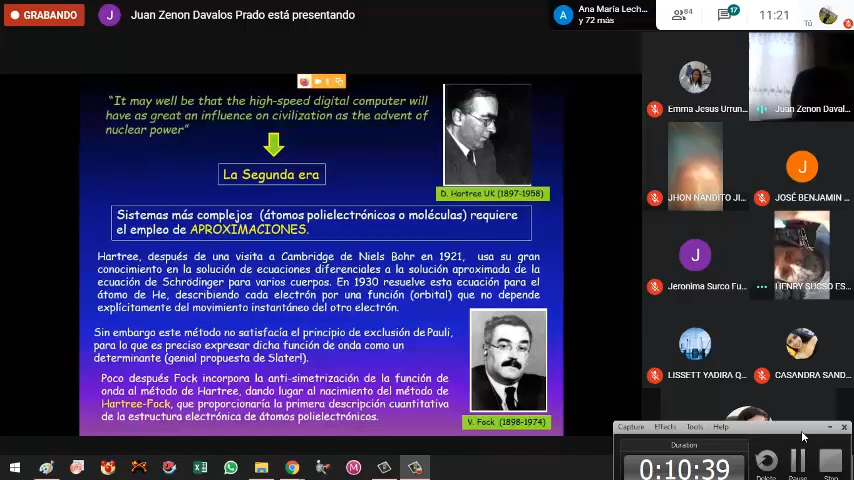 GRABANDO
J
Juan Zenon Davalos Prado está presentando
A
Ana María Lech...
y 72 más
84
17
11:21
Tú
"It may well be that the high-speed digital computer will
have as great an influence on civilization as the advent of
nuclear power"
La Segunda era
D. Hartree UK (1897-1958)
Sistemas más complejos (átomos polielectrónicos o moléculas) requiere
el empleo de APROXIMACIONES.
Hartree, después de una visita a Cambridge de Niels Bohr en 1921, usa su gran
conocimiento en la solución de ecuaciones diferenciales a la solución aproximada de la
ecuación de Schrödinger para varios cuerpos. En 1930 resuelve esta ecuación para el
átomo de He, describiendo cada electrón por una función (orbital) que no depende
explícitamente del movimiento instantáneo del otro electrón.
Sin embargo este método no satisfacía el principio de exclusión de Pauli,
para lo que es preciso expresar dicha función de onda como un
determinante (genial propuesta de Slater!).
Poco después Fock incorpora la anti-simetrización de la función de
onda al método de Hartree, dando lugar al nacimiento del método de
Hartree-Fock, que proporcionaría la primera descripción cuantitativa
de la estructura electrónica de átomos polielectrónicos.
V. Fock (1898-1974)
Emma Jesus Urrun...
Juan Zenon Daval...
JHON NANDITO JI...
J
JOSÉ BENJAMIN ...
J
Jeronima Surco Fu...
HENRY SUCSO ES...
LISSETT YADIRA Q...
CASANDRA SAND...
Capture
Effects
Tools
Help
Duration
0:10:39
Delete
Pause
Stop